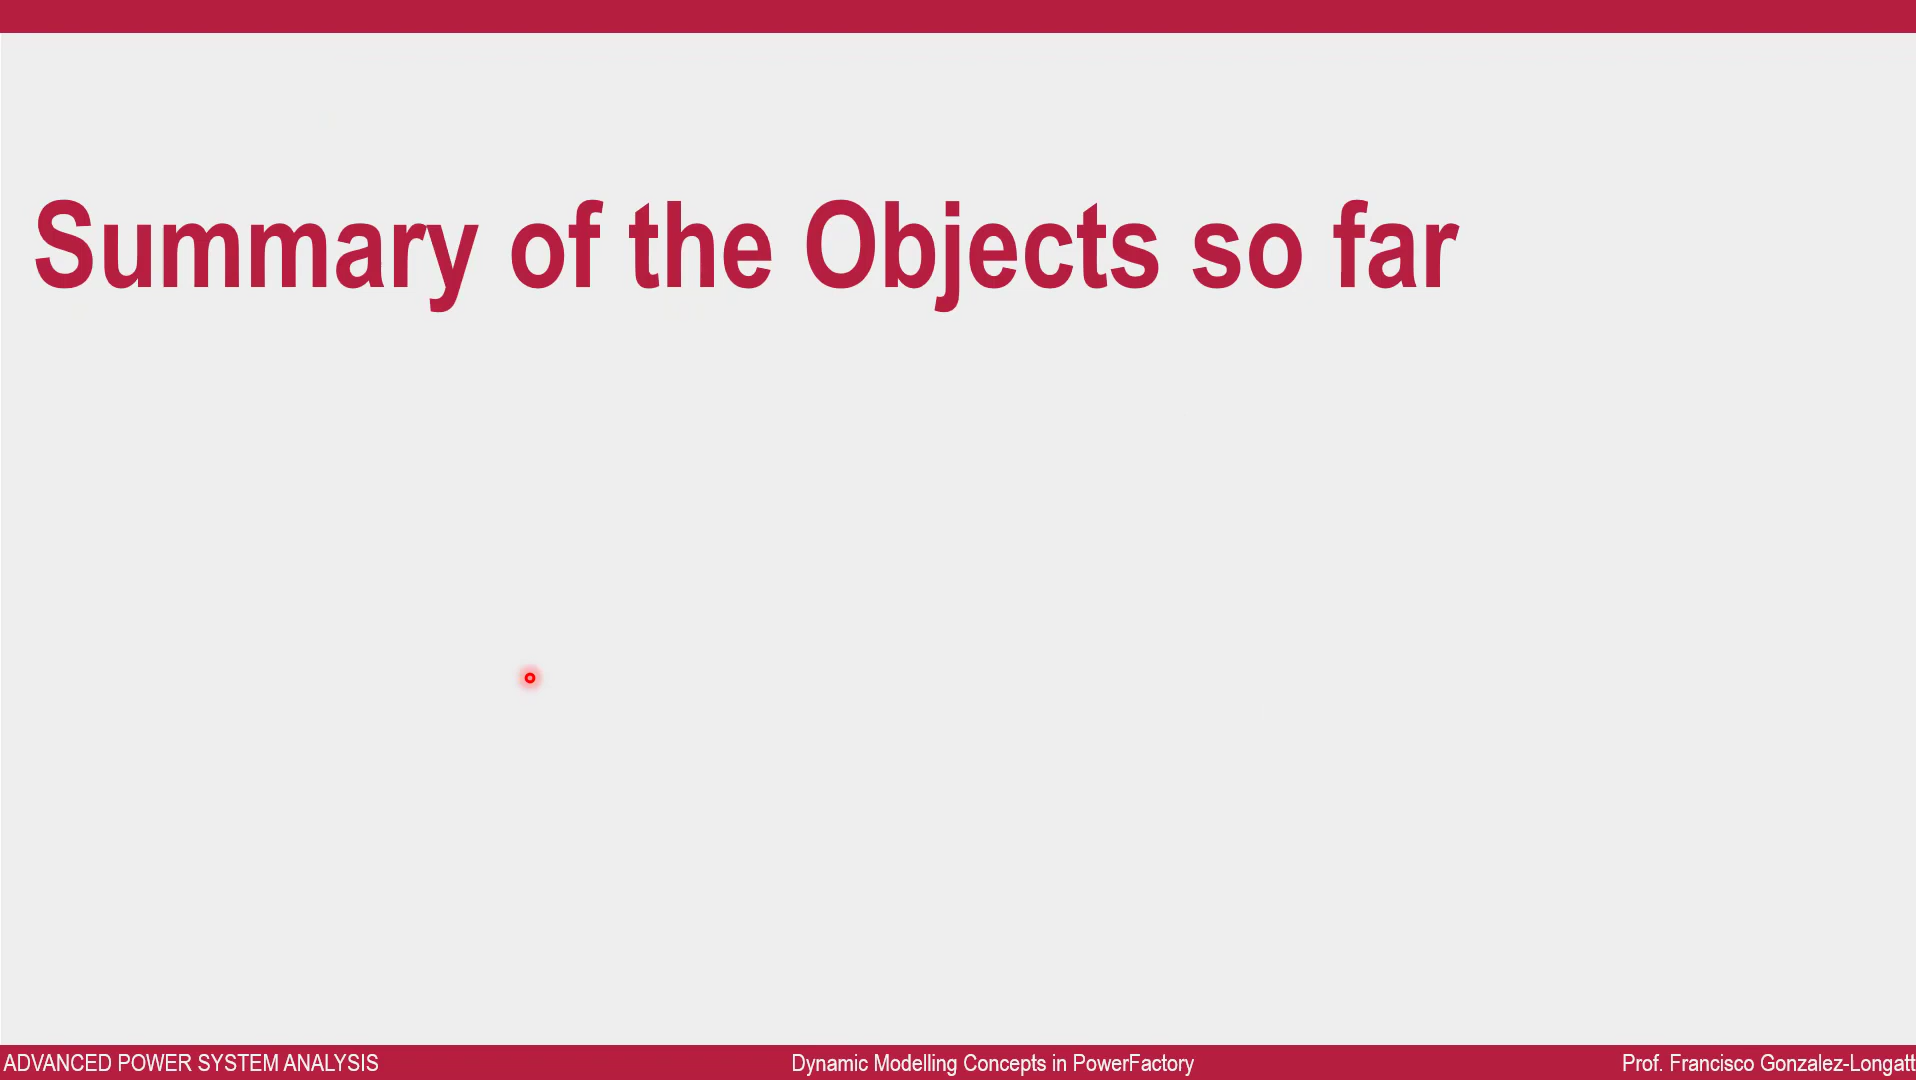 Summary of the Objects so far
ADVANCED POWER SYSTEM ANALYSIS
Dynamic Modelling Concepts in PowerFactory
Prof. Francisco Gonzalez-Longatt